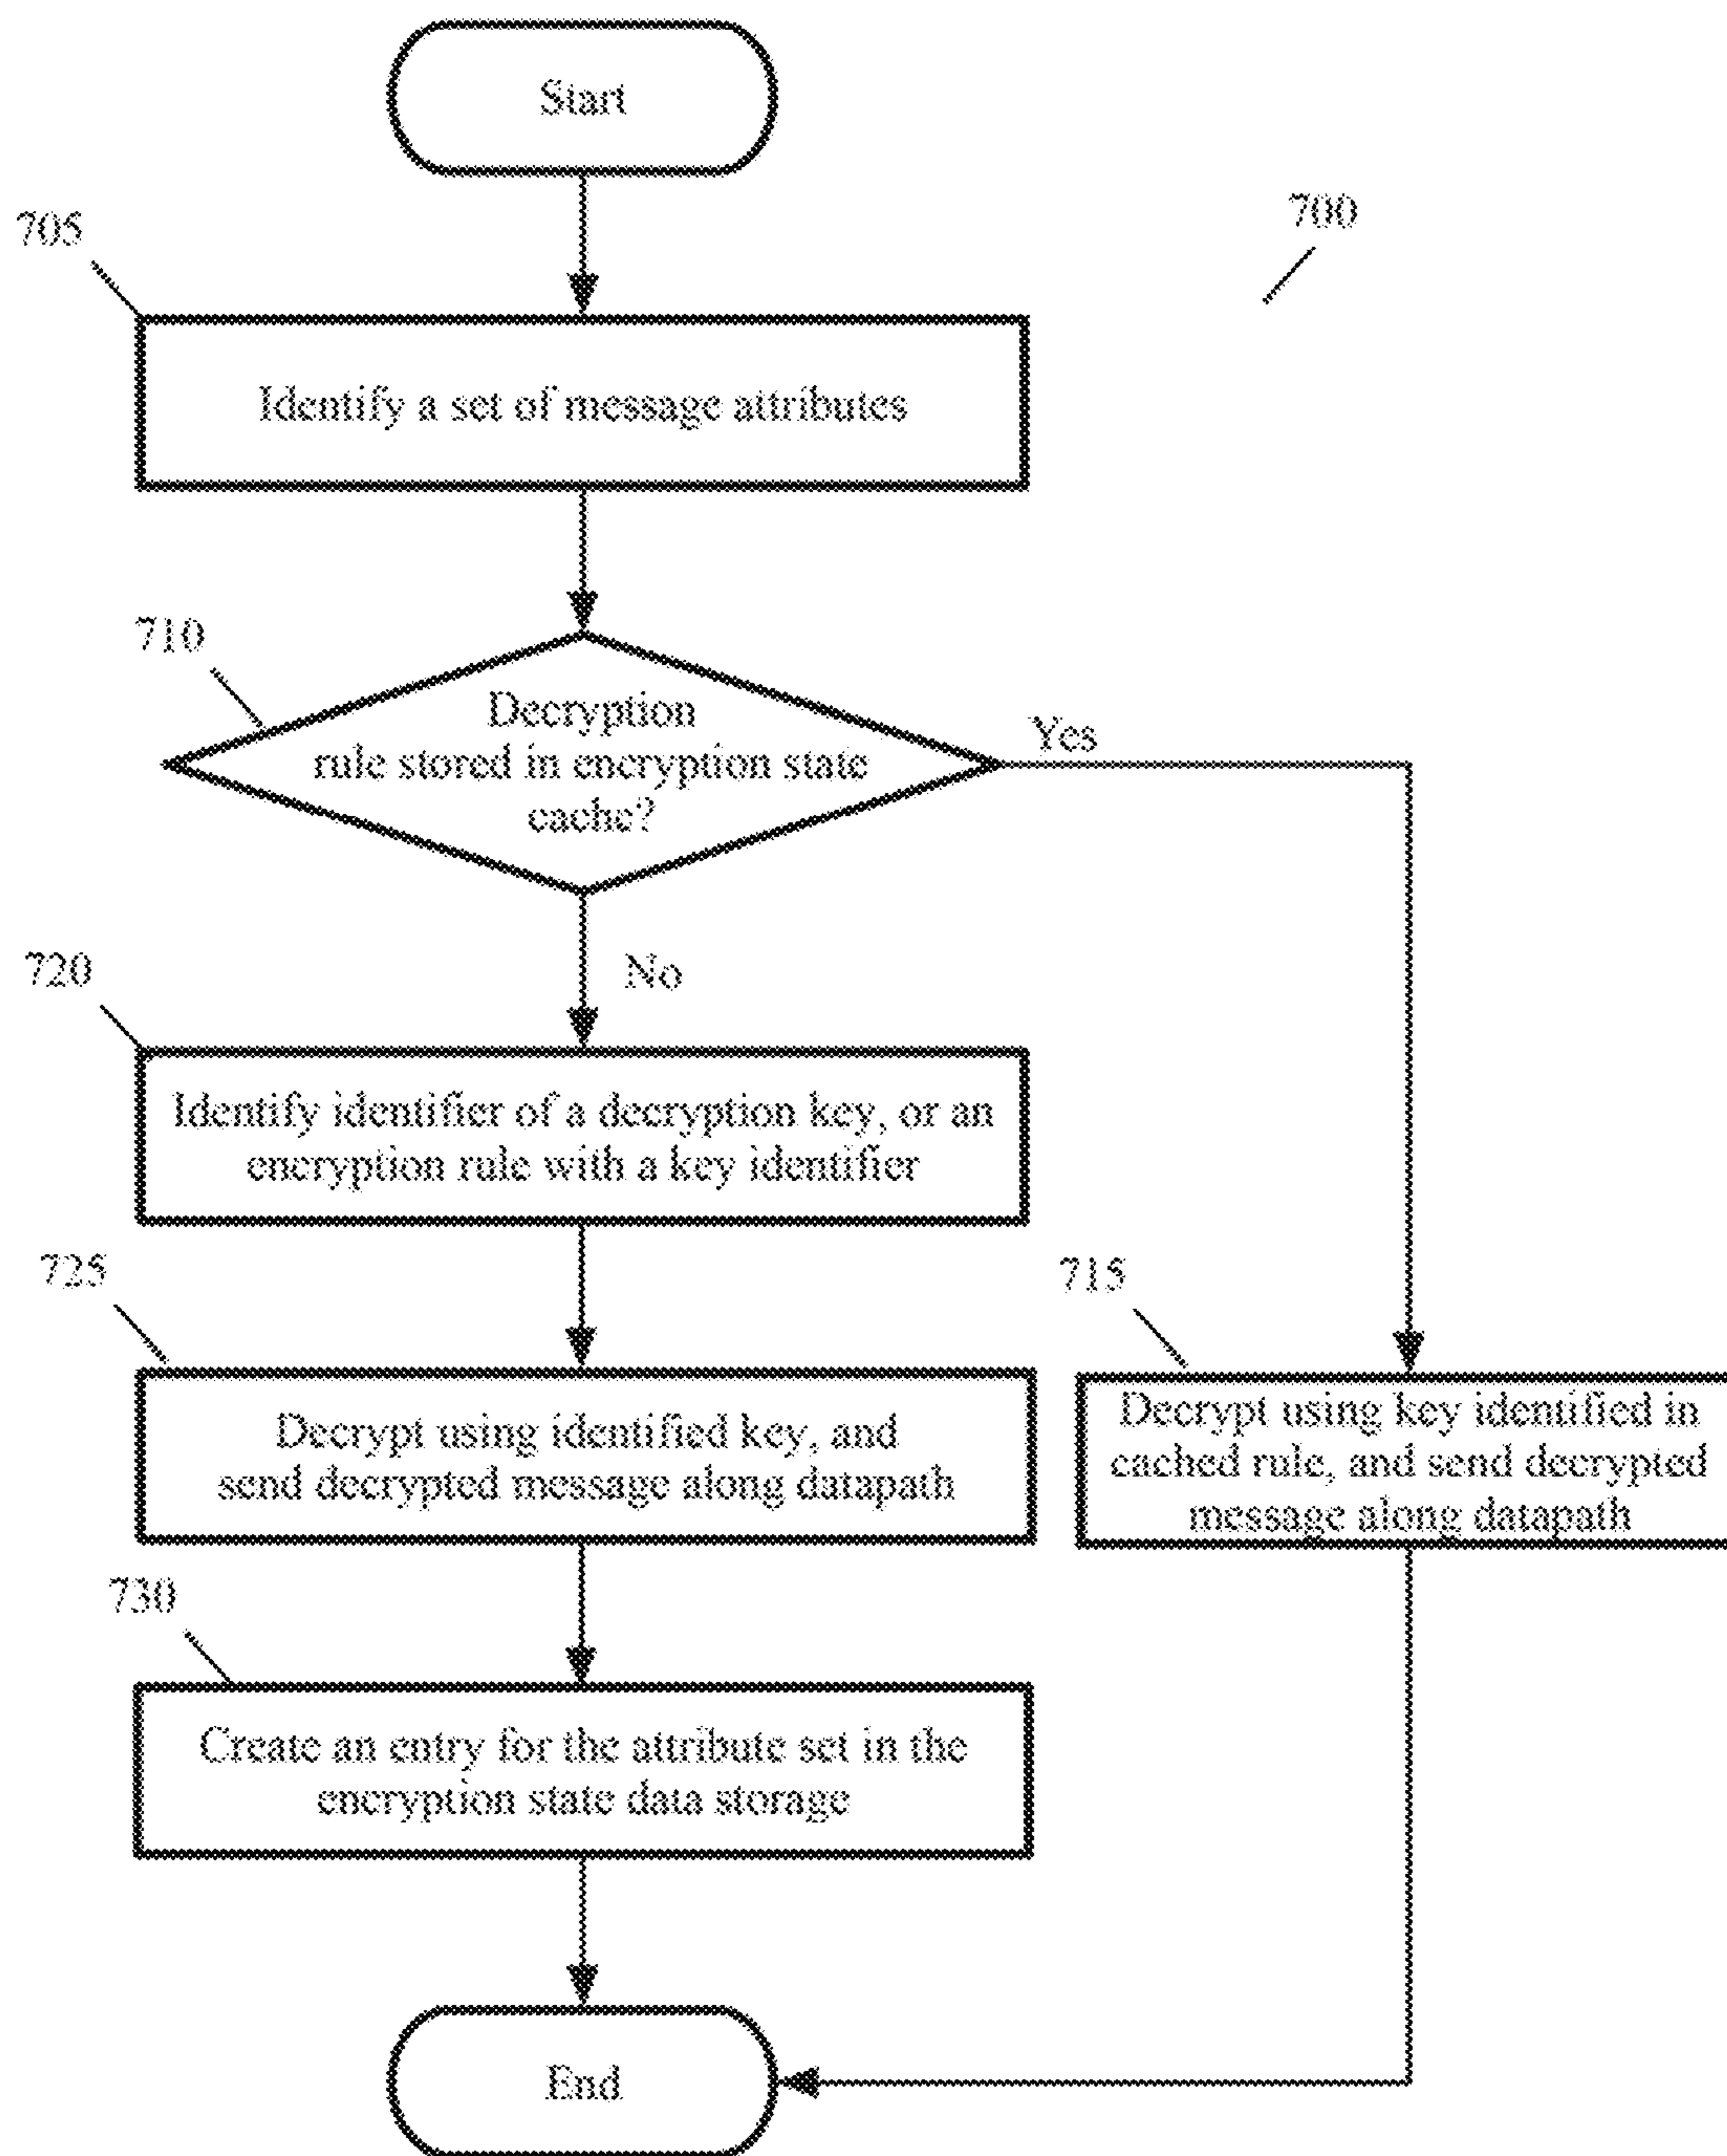 Start
700
705
Identify a set of message attributes
710
Decryption
rule stored in encryption state
cache?
Yes
No
720
Identify identifier of a decryption key, or an
encryption rule with a key identifier
725
Decrypt using identified key, and
send decrypted message along datapath
715
Decrypt using key identified in
cached rule, and send decrypted
message along datapath
730
Create an entry for the attribute set in the
encryption state data storage
End